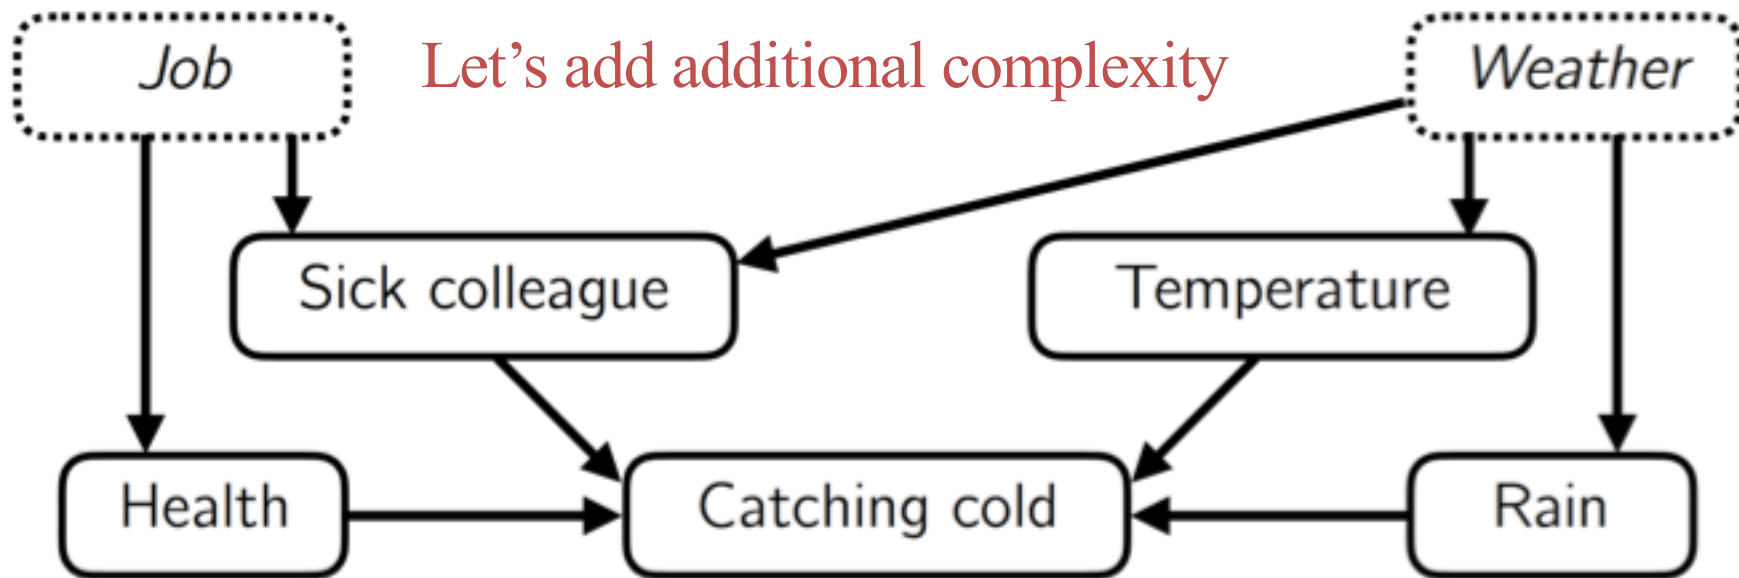 Job
Let’s add additional complexity
Weather
Sick colleague
Temperature
Health
Catching cold
Rain